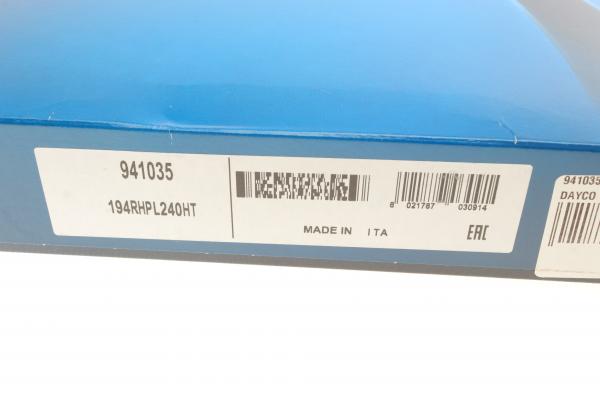 941035
194RHPL240HT
8 021787 030914
MADE IN ITA
EAC
941035
DAYCO